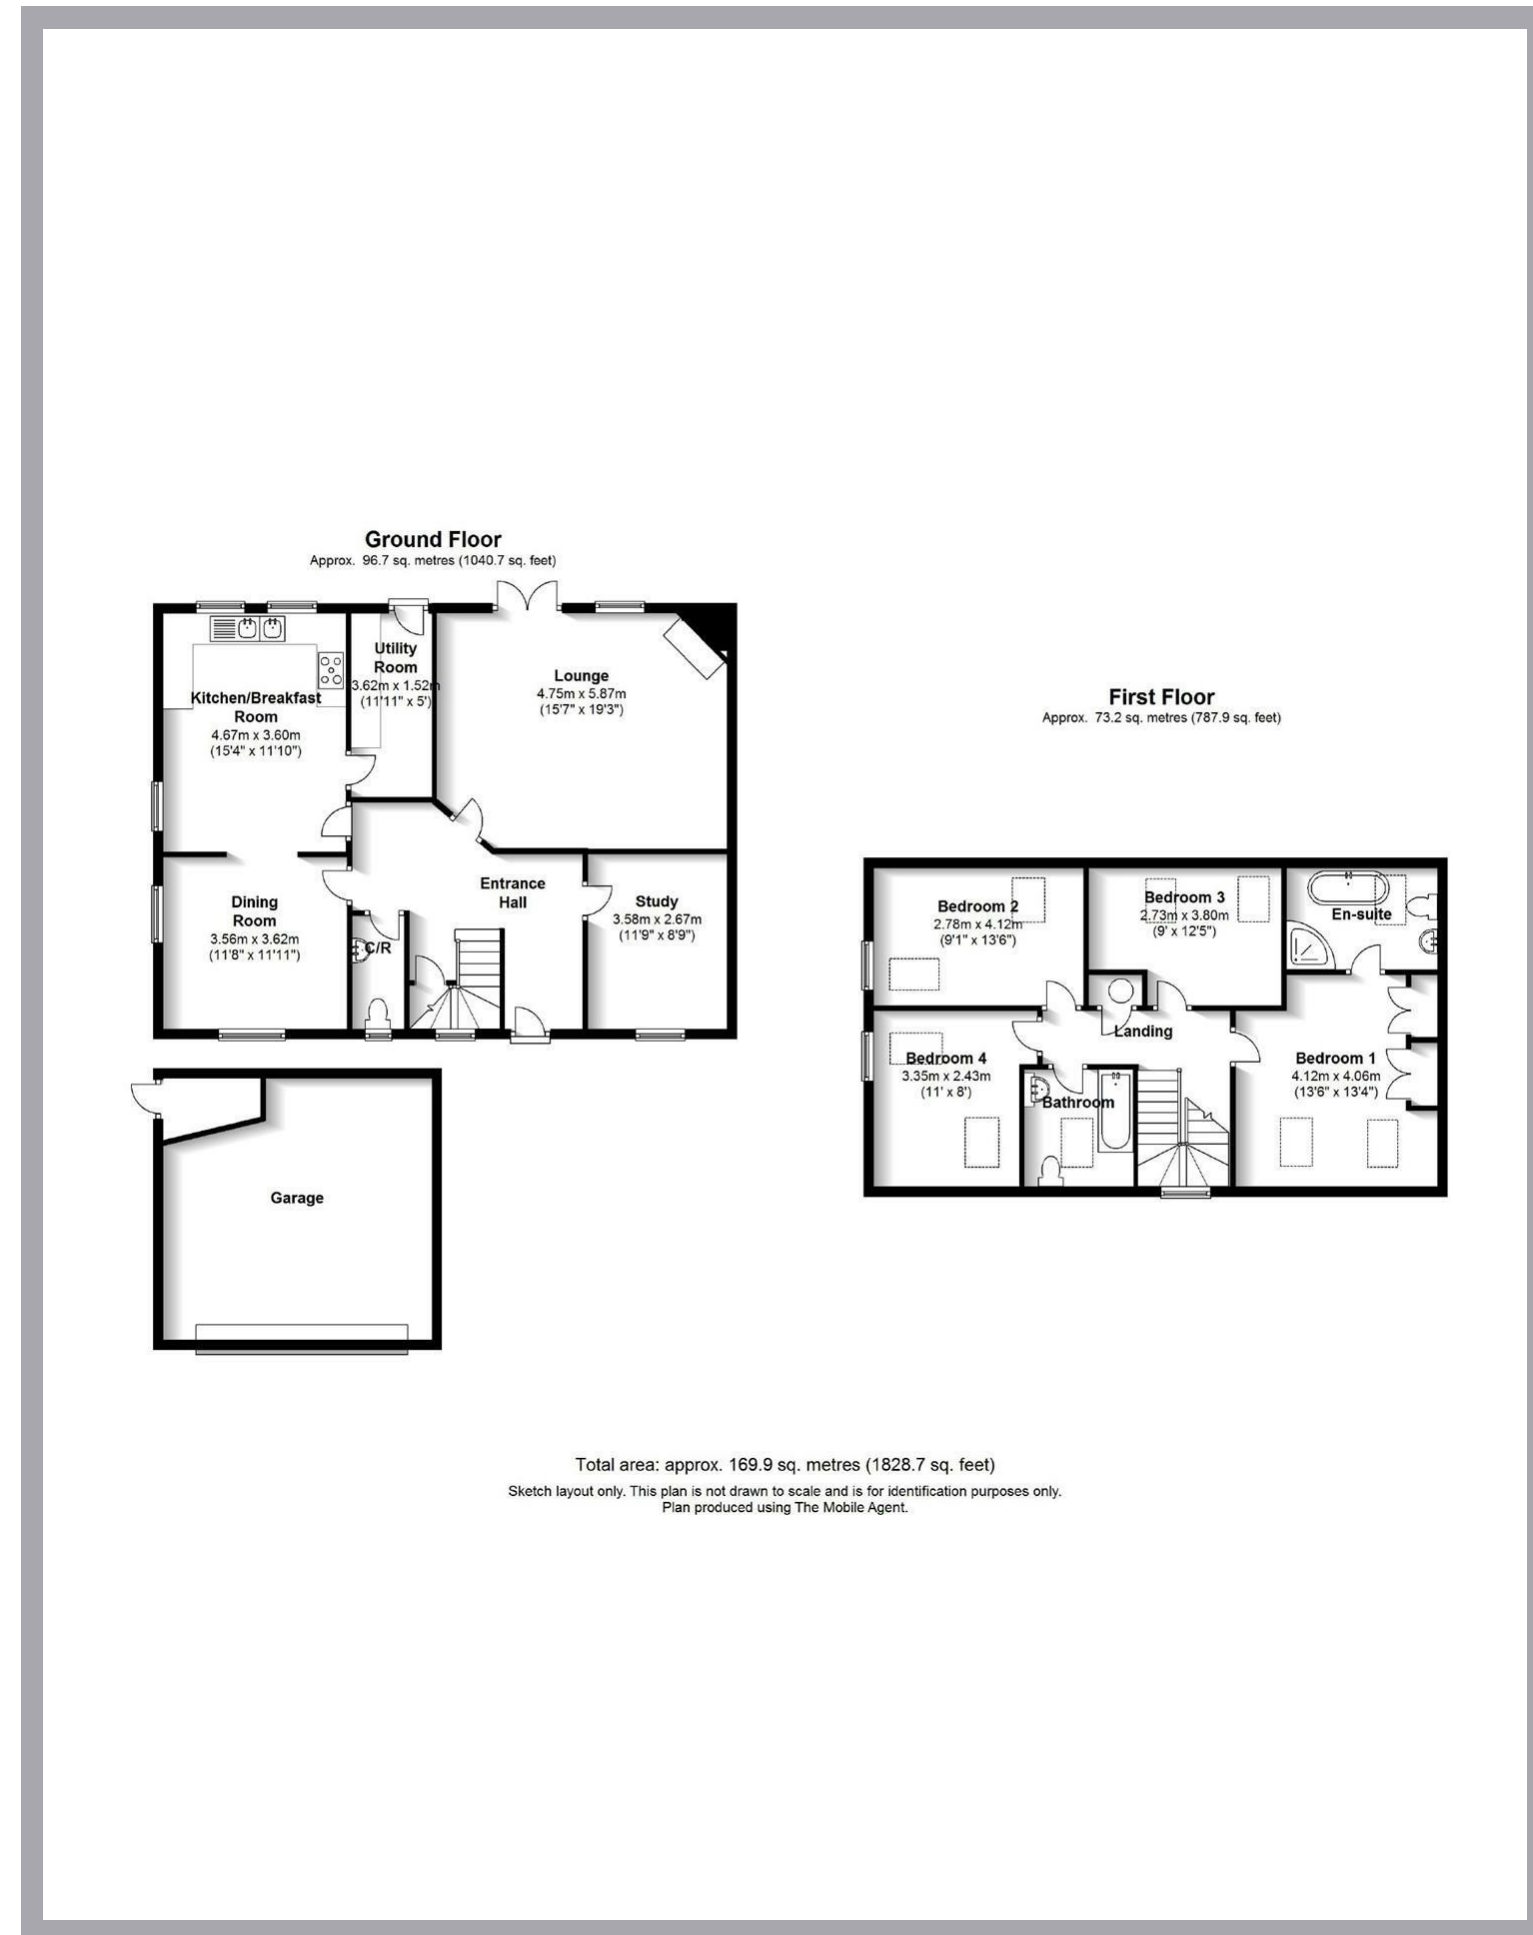 Ground Floor
Approx. 96.7 sq. metres (1040.7 sq. feet)
Utility
Room
3.62m x 1.52m
(11'11" x 5')
Kitchen/Breakfast
Room
4.67m x 3.60m
(15'4" x 11'10")
Lounge
4.75m x 5.87m
(15'7" x 19'3")
Dining
Room
3.56m x 3.62m
(11'8" x 11'11")
C/R
Entrance
Hall
Study
3.58m x 2.67m
(11'9" x 8'9")
Garage
First Floor
Approx. 73.2 sq. metres (787.9 sq. feet)
Bedroom 2
2.78m x 4.12m
(9'1" x 13'6")
Bedroom 3
2.73m x 3.80m
(9' x 12'5")
En-suite
Landing
Bedroom 4
3.35m x 2.43m
(11' x 8')
Bathroom
Bedroom 1
4.12m x 4.06m
(13'6" x 13'4")
Total area: approx. 169.9 sq. metres (1828.7 sq. feet)
Sketch layout only. This plan is not drawn to scale and is for identification purposes only.
Plan produced using The Mobile Agent.